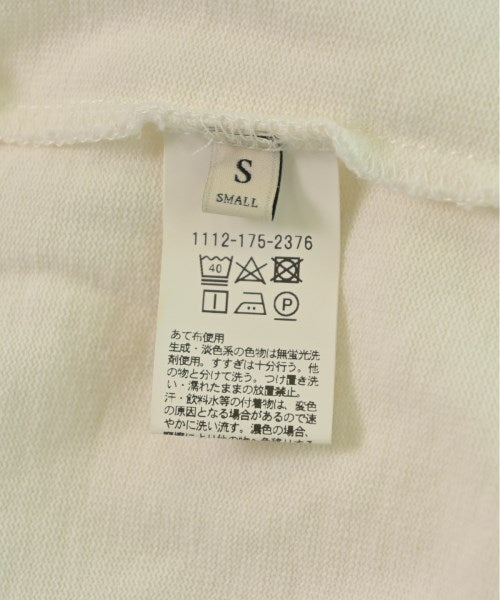 S
SMALL
1112-175-2376
40
P
あて布使用
生成・淡色系の色物は無蛍光洗
剤使用。すすぎは十分行う。他
の物と分けて洗う。つけ置き洗
い・濡れたままの放置禁止。
汗・飲料水等の付着物は、変色
の原因となる場合があるので速
やかに洗い流す。濃色の場合、